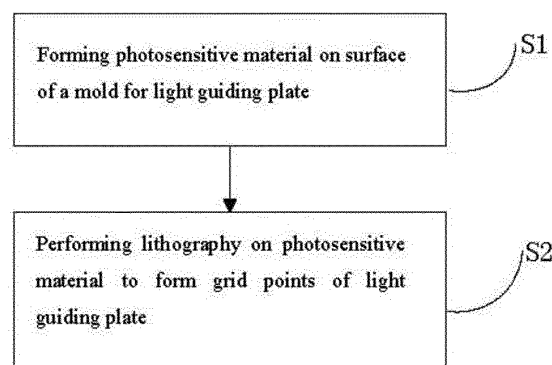 Forming photosensitive material on surface
of a mold for light guiding plate
S1
Performing lithography on photosensitive
material to form grid points of light
guiding plate
S2